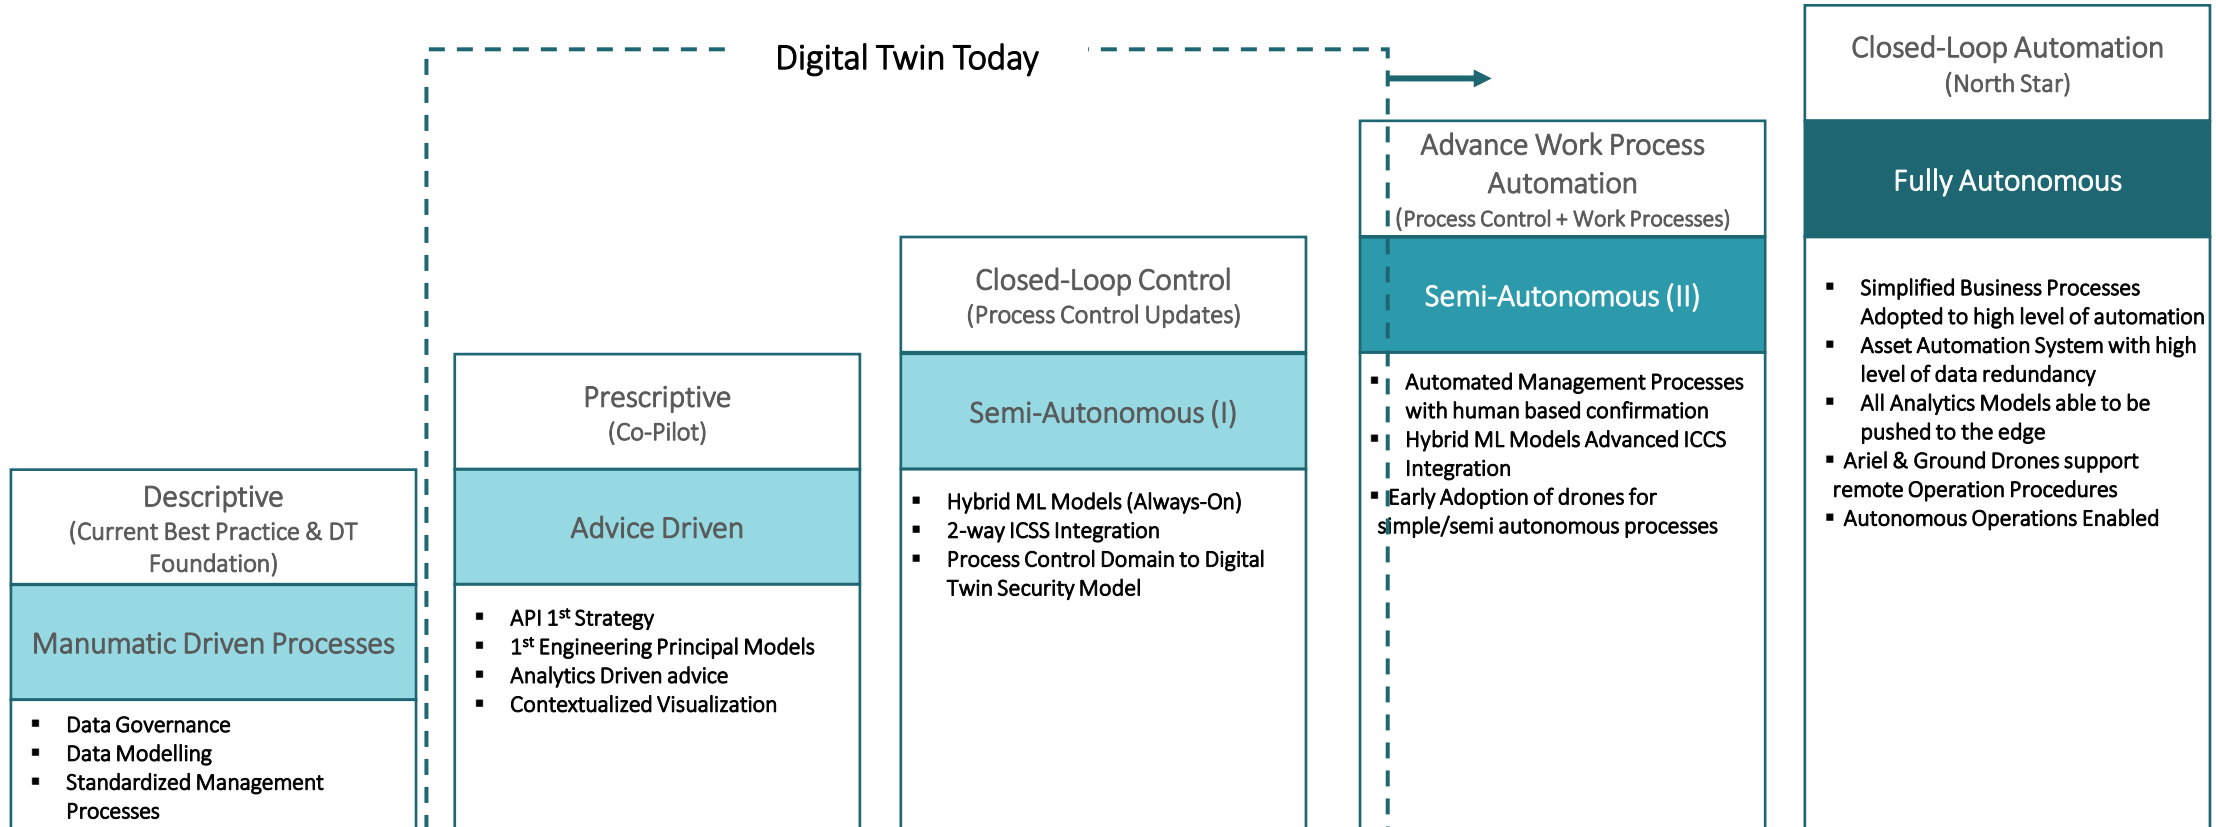 Digital Twin Today
Descriptive
(Current Best Practice & DT
Foundation)
Manumatic Driven Processes
▪ Data Governance
▪ Data Modelling
▪ Standardized Management
Processes
Prescriptive
(Co-Pilot)
Advice Driven
▪ API 1st Strategy
▪ 1st Engineering Principal Models
▪ Analytics Driven advice
▪ Contextualized Visualization
Closed-Loop Control
(Process Control Updates)
Semi-Autonomous (I)
▪ Hybrid ML Models (Always-On)
▪ 2-way ICSS Integration
▪ Process Control Domain to Digital
Twin Security Model
Advance Work Process
Automation
(Process Control + Work Processes)
Semi-Autonomous (II)
▪ Automated Management Processes
with human based confirmation
▪ Hybrid ML Models Advanced ICCS
Integration
▪ Early Adoption of drones for
simple/semi autonomous processes
Closed-Loop Automation
(North Star)
Fully Autonomous
▪ Simplified Business Processes
Adopted to high level of automation
▪ Asset Automation System with high
level of data redundancy
▪ All Analytics Models able to be
pushed to the edge
▪ Ariel & Ground Drones support
remote Operation Procedures
▪ Autonomous Operations Enabled